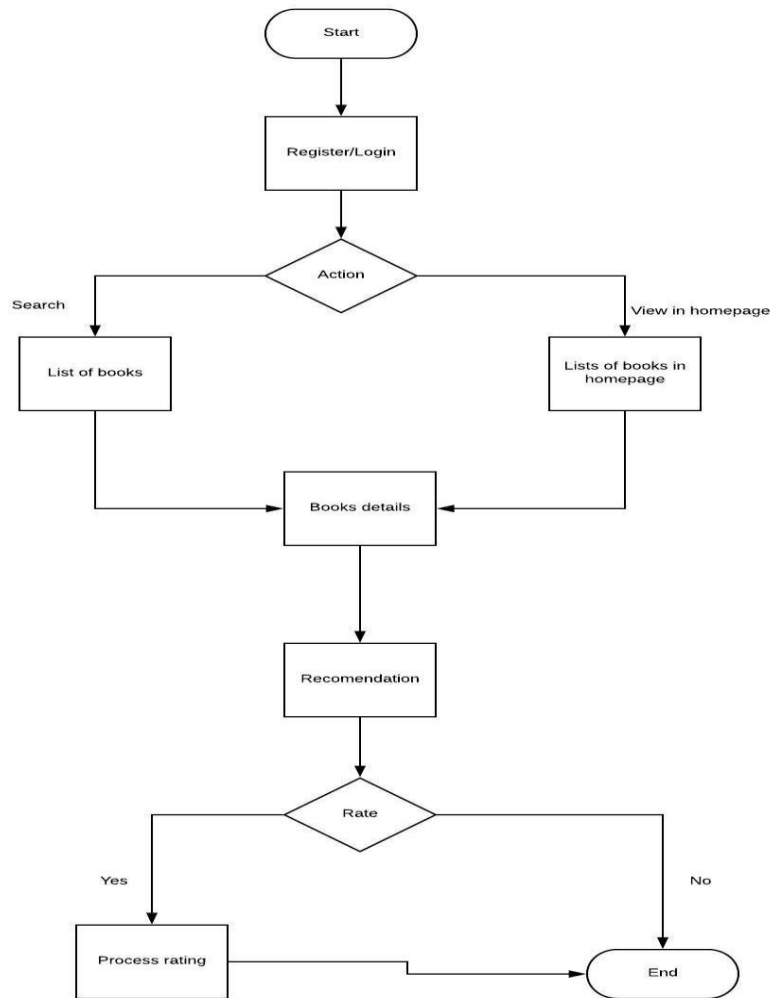 Start
Register/Login
Action
Search
View in homepage
List of books
Lists of books in
homepage
Books details
Recomendation
Rate
Yes
No
Process rating
End